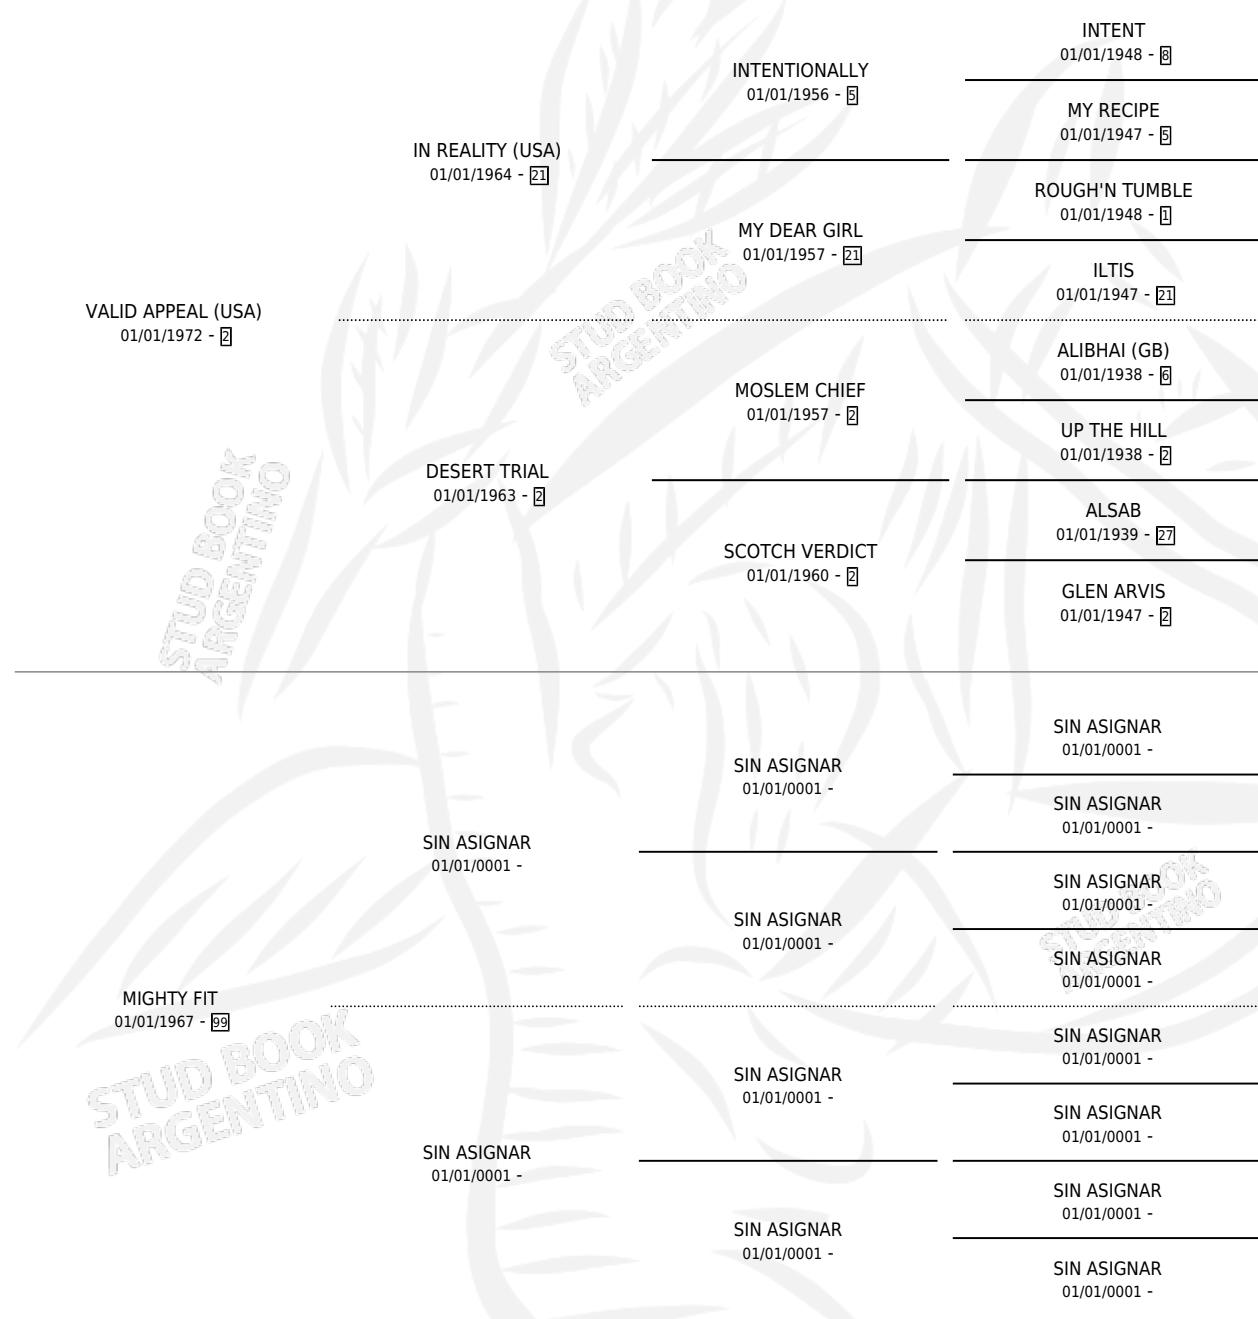 INTENT
01/01/1948 - 8
INTENTIONALLY
01/01/1956 - 5
MY RECIPE
01/01/1947 - 5
IN REALITY (USA)
01/01/1964 - 21
ROUGH'N TUMBLE
01/01/1948 - 1
MY DEAR GIRL
01/01/1957 - 21
ILTIS
01/01/1947 - 21
STUD BOOK
ARGENTINO
VALID APPEAL (USA)
01/01/1972 - 2
ALIBHAI (GB)
01/01/1938 - 6
MOSLEM CHIEF
01/01/1957 - 2
UP THE HILL
01/01/1938 - 2
DESERT TRIAL
01/01/1963 - 2
ALSAB
01/01/1939 - 27
SCOTCH VERDICT
01/01/1960 - 2
GLEN ARVIS
01/01/1947 - 2
STUD BOOK
ARGENTINO
SIN ASIGNAR
01/01/0001 -
SIN ASIGNAR
01/01/0001 -
SIN ASIGNAR
01/01/0001 -
SIN ASIGNAR
01/01/0001 -
SIN ASIGNAR
01/01/0001 -
SIN ASIGNAR
01/01/0001 -
SIN ASIGNAR
01/01/0001 -
STUD BOOK
ARGENTINO
MIGHTY FIT
01/01/1967 - 99
SIN ASIGNAR
01/01/0001 -
SIN ASIGNAR
01/01/0001 -
SIN ASIGNAR
01/01/0001 -
SIN ASIGNAR
01/01/0001 -
SIN ASIGNAR
01/01/0001 -
SIN ASIGNAR
01/01/0001 -
SIN ASIGNAR
01/01/0001 -
STUD BOOK
ARGENTINO